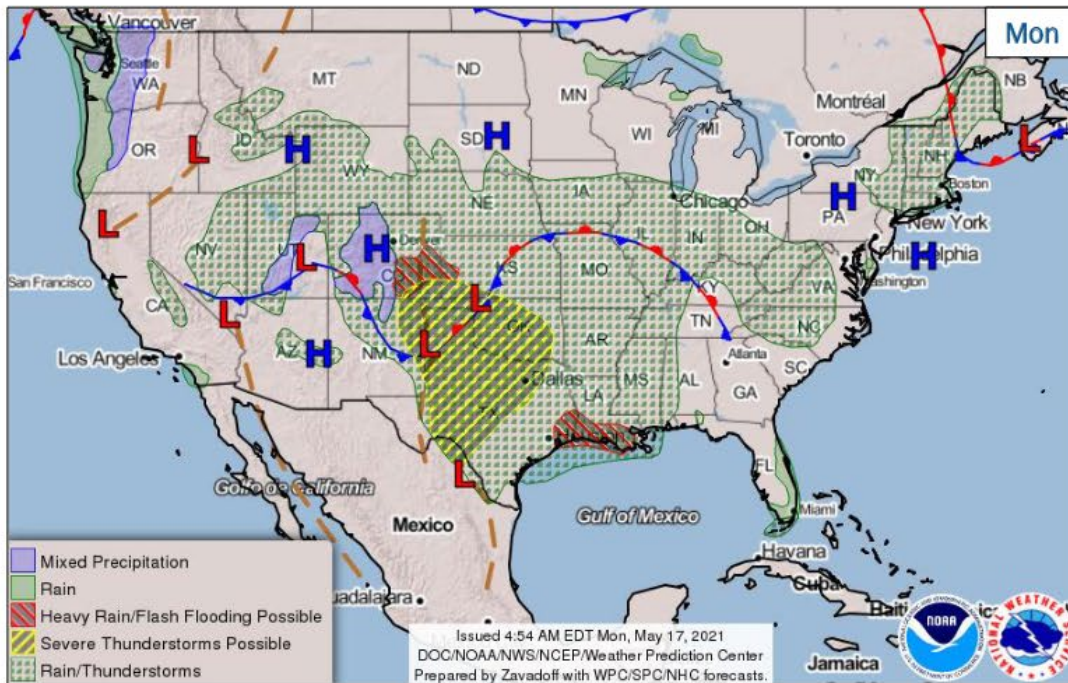 Mon
Vancouver
Seattle
WA
MT
ND
MN
OR
ID
SD
WI
MI
Montréal
NB
Toronto
L
H
H
L
WY
NE
IA
Chicago
NY
NH
Boston
H
PA
New York
Philadelphia
H
L
NV
UT
L
H
Denver
KS
IL
IN
OH
MO
Washington
San Francisco
CA
L
L
KY
VA
Los Angeles
AZ
H
NM
L
OK
AR
TN
NC
Atlanta
SC
Dallas
MS
AL
GA
TX
LA
L
FL
Golfo de California
Mexico
Gulf of Mexico
Miami
Havana
Cuba
Jamaica
Mixed Precipitation
Rain
Heavy Rain/Flash Flooding Possible
Severe Thunderstorms Possible
Rain/Thunderstorms
Issued 4:54 AM EDT Mon, May 17, 2021
DOC/NOAA/NWS/NCEP/Weather Prediction Center
Prepared by Zavadoff with WPC/SPC/NHC forecasts.
NOAA
NATIONAL WEATHER SERVICE